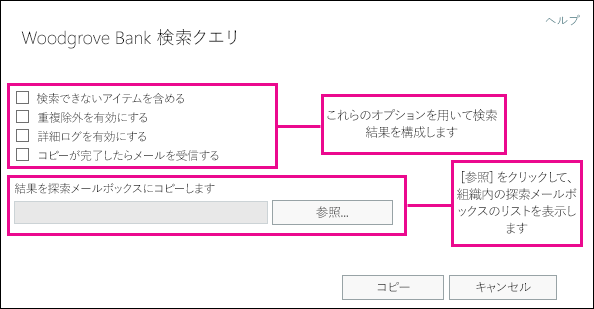 ヘルプ
Woodgrove Bank 検索クエリ
検索できないアイテムを含める
重複除外を有効にする
詳細ログを有効にする
コピーが完了したらメールを受信する
これらのオプションを用いて検索
結果を構成します
結果を探索メールボックスにコピーします
参照...
[参照] をクリックして、
組織内の探索メールボ
ックスのリストを表示し
ます
コピー
キャンセル